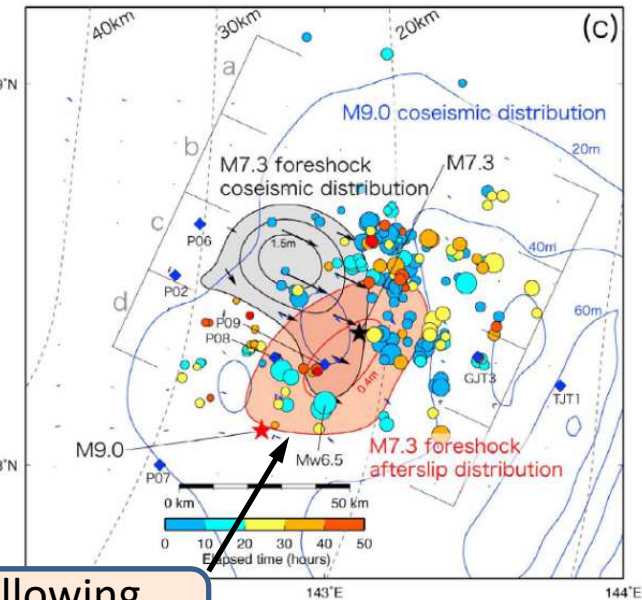 40km
30km
20km
(c)
a
9°N
M9.0 coseismic distribution
20m
b
M7.3 foreshock
coseismic distribution
M7.3
c
P06
1.5m
40m
P02
d
60m
P09
P08
GJT3
TJT1
0.4m
M9.0
Mw6.5
M7.3 foreshock
afterslip distribution
8°N
P07
0 km
50 km
0
10
20
30
40
50
Elapsed time (hours)
llowing
143°E
144°E